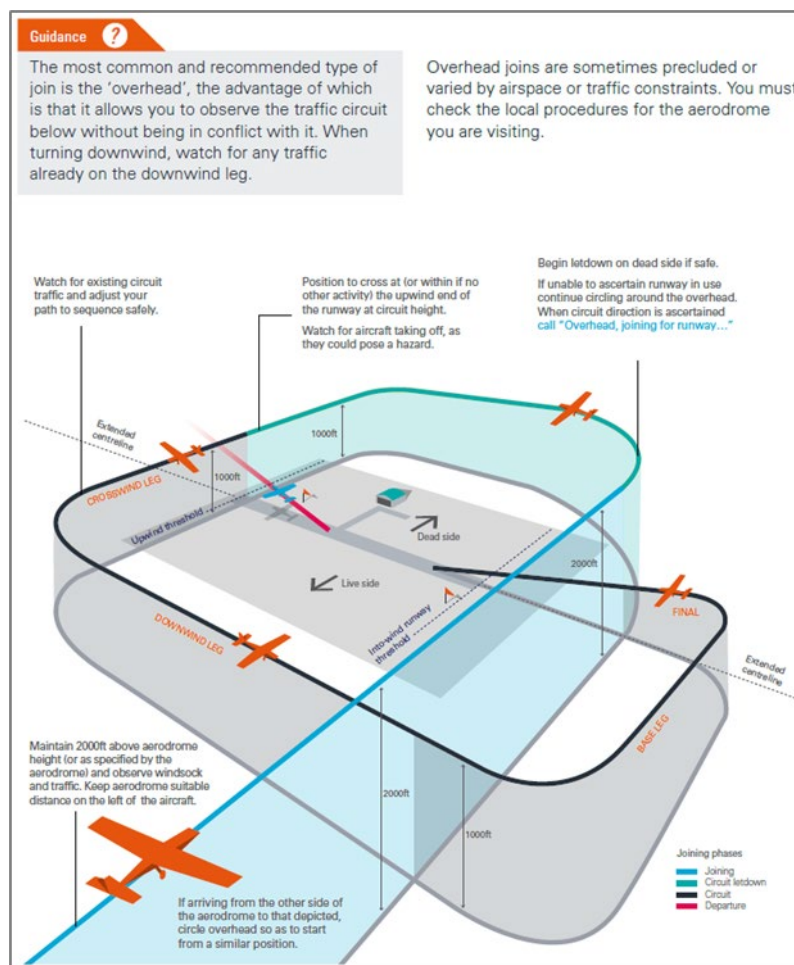 Guidance ?
The most common and recommended type of
join is the ‘overhead’, the advantage of which
is that it allows you to observe the traffic circuit
below without being in conflict with it. When
turning downwind, watch for any traffic
already on the downwind leg.
Overhead joins are sometimes precluded or
varied by airspace or traffic constraints. You must
check the local procedures for the aerodrome
you are visiting.
Watch for existing circuit
traffic and adjust your
path to sequence safely.
Position to cross at (or within if no
other activity) the upwind end of
the runway at circuit height.
Watch for aircraft taking off, as
they could pose a hazard.
Begin letdown on dead side if safe.
If unable to ascertain runway in use
continue circling around the overhead.
When circuit direction is ascertained
call “Overhead, joining for runway...”
Extended
centreline
CROSSWIND LEG
1000ft
1000ft
Upwind threshold
Dead side
Live side
2000ft
DOWNWIND LEG
Into-wind runway
threshold
FINAL
Extended
centreline
BASE LEG
Maintain 2000ft above aerodrome
height (or as specified by the
aerodrome) and observe windsock
and traffic. Keep aerodrome suitable
distance on the left of the aircraft.
2000ft
1000ft
If arriving from the other side of
the aerodrome to that depicted,
circle overhead so as to start
from a similar position.
Joining phases
Joining
Circuit letdown
Circuit
Departure